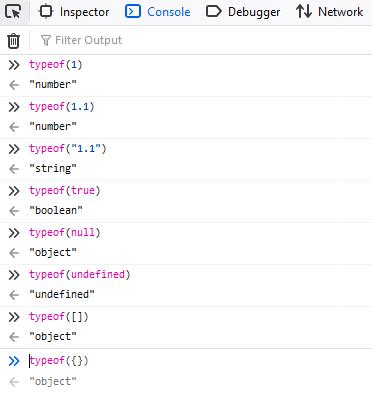 Inspector Console Debugger Network
Filter Output
typeof(1)
"number"
typeof(1.1)
"number"
typeof("1.1")
"string"
typeof(true)
"boolean"
typeof(null)
"object"
typeof(undefined)
"undefined"
typeof([])
"object"
typeof({})
"object"